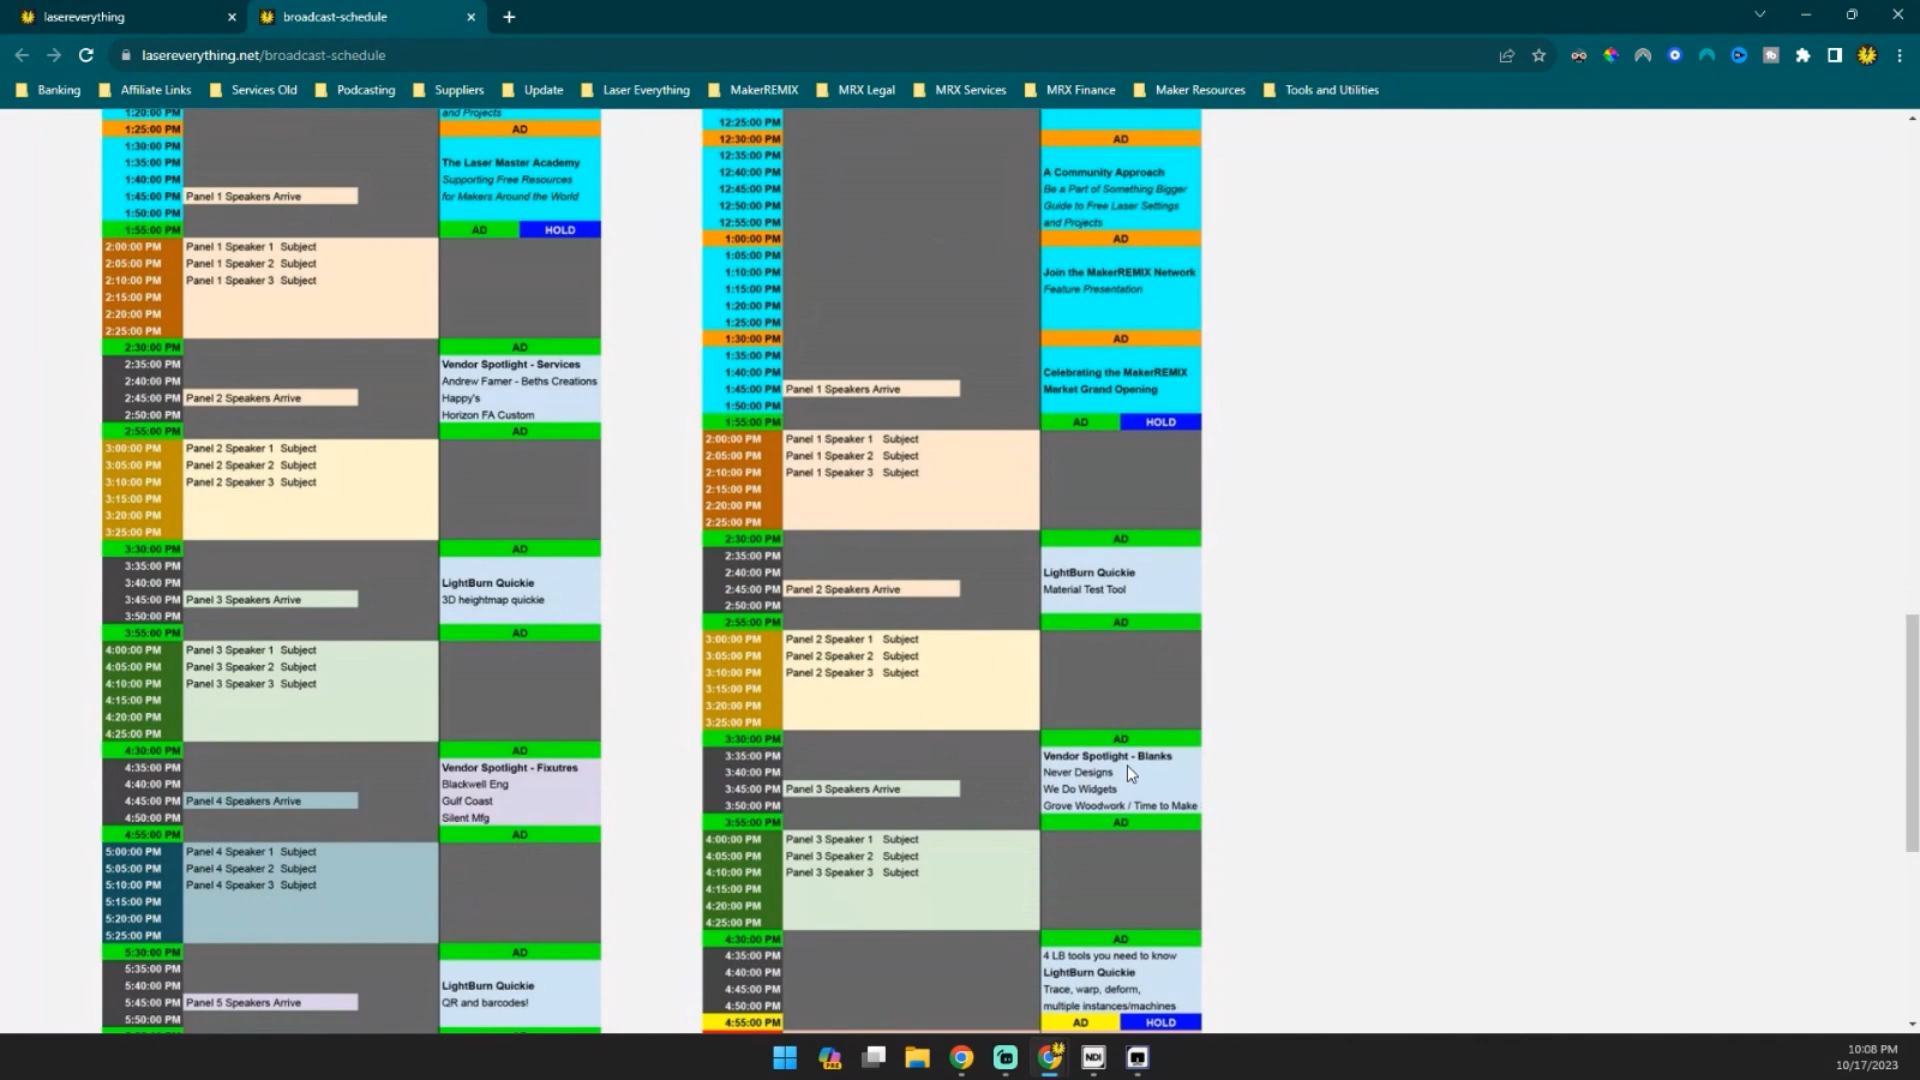 lasereverything
broadcast-schedule
lasereverything.net/broadcast-schedule
Banking Affiliate Links Services Old Podcasting Suppliers Update Laser Everything MakerREMIX MRX Legal MRX Services MRX Finance Maker Resources Tools and Utilities
1:20:00 PM and Projects
1:25:00 PM AD
1:30:00 PM
1:35:00 PM The Laser Master Academy
1:40:00 PM Supporting Free Resources
1:45:00 PM Panel 1 Speakers Arrive for Makers Around the World
1:50:00 PM
1:55:00 PM AD HOLD
2:00:00 PM Panel 1 Speaker 1 Subject
2:05:00 PM Panel 1 Speaker 2 Subject
2:10:00 PM Panel 1 Speaker 3 Subject
2:15:00 PM
2:20:00 PM
2:25:00 PM
2:30:00 PM AD
2:35:00 PM Vendor Spotlight - Services
2:40:00 PM Andrew Famer - Beths Creations
2:45:00 PM Panel 2 Speakers Arrive Happy's
2:50:00 PM Horizon FA Custom
2:55:00 PM AD
3:00:00 PM Panel 2 Speaker 1 Subject
3:05:00 PM Panel 2 Speaker 2 Subject
3:10:00 PM Panel 2 Speaker 3 Subject
3:15:00 PM
3:20:00 PM
3:25:00 PM
3:30:00 PM AD
3:35:00 PM
3:40:00 PM LightBurn Quickie
3:45:00 PM Panel 3 Speakers Arrive 3D heightmap quickie
3:50:00 PM
3:55:00 PM AD
4:00:00 PM Panel 3 Speaker 1 Subject
4:05:00 PM Panel 3 Speaker 2 Subject
4:10:00 PM Panel 3 Speaker 3 Subject
4:15:00 PM
4:20:00 PM
4:25:00 PM
4:30:00 PM AD
4:35:00 PM Vendor Spotlight - Fixutres
4:40:00 PM Blackwell Eng
4:45:00 PM Panel 4 Speakers Arrive Gulf Coast
4:50:00 PM Silent Mfg
4:55:00 PM AD
5:00:00 PM Panel 4 Speaker 1 Subject
5:05:00 PM Panel 4 Speaker 2 Subject
5:10:00 PM Panel 4 Speaker 3 Subject
5:15:00 PM
5:20:00 PM
5:25:00 PM
5:30:00 PM AD
5:35:00 PM
5:40:00 PM LightBurn Quickie
5:45:00 PM Panel 5 Speakers Arrive QR and barcodes!
5:50:00 PM
12:25:00 PM
12:30:00 PM AD
12:35:00 PM
12:40:00 PM A Community Approach
12:45:00 PM Be a Part of Something Bigger
12:50:00 PM Guide to Free Laser Settings
12:55:00 PM and Projects
1:00:00 PM AD
1:05:00 PM
1:10:00 PM Join the MakerREMIX Network
1:15:00 PM Feature Presentation
1:20:00 PM
1:25:00 PM
1:30:00 PM AD
1:35:00 PM
1:40:00 PM Celebrating the MakerREMIX
1:45:00 PM Panel 1 Speakers Arrive Market Grand Opening
1:50:00 PM
1:55:00 PM AD HOLD
2:00:00 PM Panel 1 Speaker 1 Subject
2:05:00 PM Panel 1 Speaker 2 Subject
2:10:00 PM Panel 1 Speaker 3 Subject
2:15:00 PM
2:20:00 PM
2:25:00 PM
2:30:00 PM AD
2:35:00 PM
2:40:00 PM LightBurn Quickie
2:45:00 PM Panel 2 Speakers Arrive Material Test Tool
2:50:00 PM
2:55:00 PM AD
3:00:00 PM Panel 2 Speaker 1 Subject
3:05:00 PM Panel 2 Speaker 2 Subject
3:10:00 PM Panel 2 Speaker 3 Subject
3:15:00 PM
3:20:00 PM
3:25:00 PM
3:30:00 PM AD
3:35:00 PM Vendor Spotlight - Blanks
3:40:00 PM Never Designs
3:45:00 PM Panel 3 Speakers Arrive We Do Widgets
3:50:00 PM Grove Woodwork / Time to Make
3:55:00 PM AD
4:00:00 PM Panel 3 Speaker 1 Subject
4:05:00 PM Panel 3 Speaker 2 Subject
4:10:00 PM Panel 3 Speaker 3 Subject
4:15:00 PM
4:20:00 PM
4:25:00 PM
4:30:00 PM AD
4:35:00 PM 4 LB tools you need to know
4:40:00 PM LightBurn Quickie
4:45:00 PM Trace, warp, deform,
4:50:00 PM multiple instances/machines
4:55:00 PM AD HOLD
PRE
NDI
10:08 PM
10/17/2023